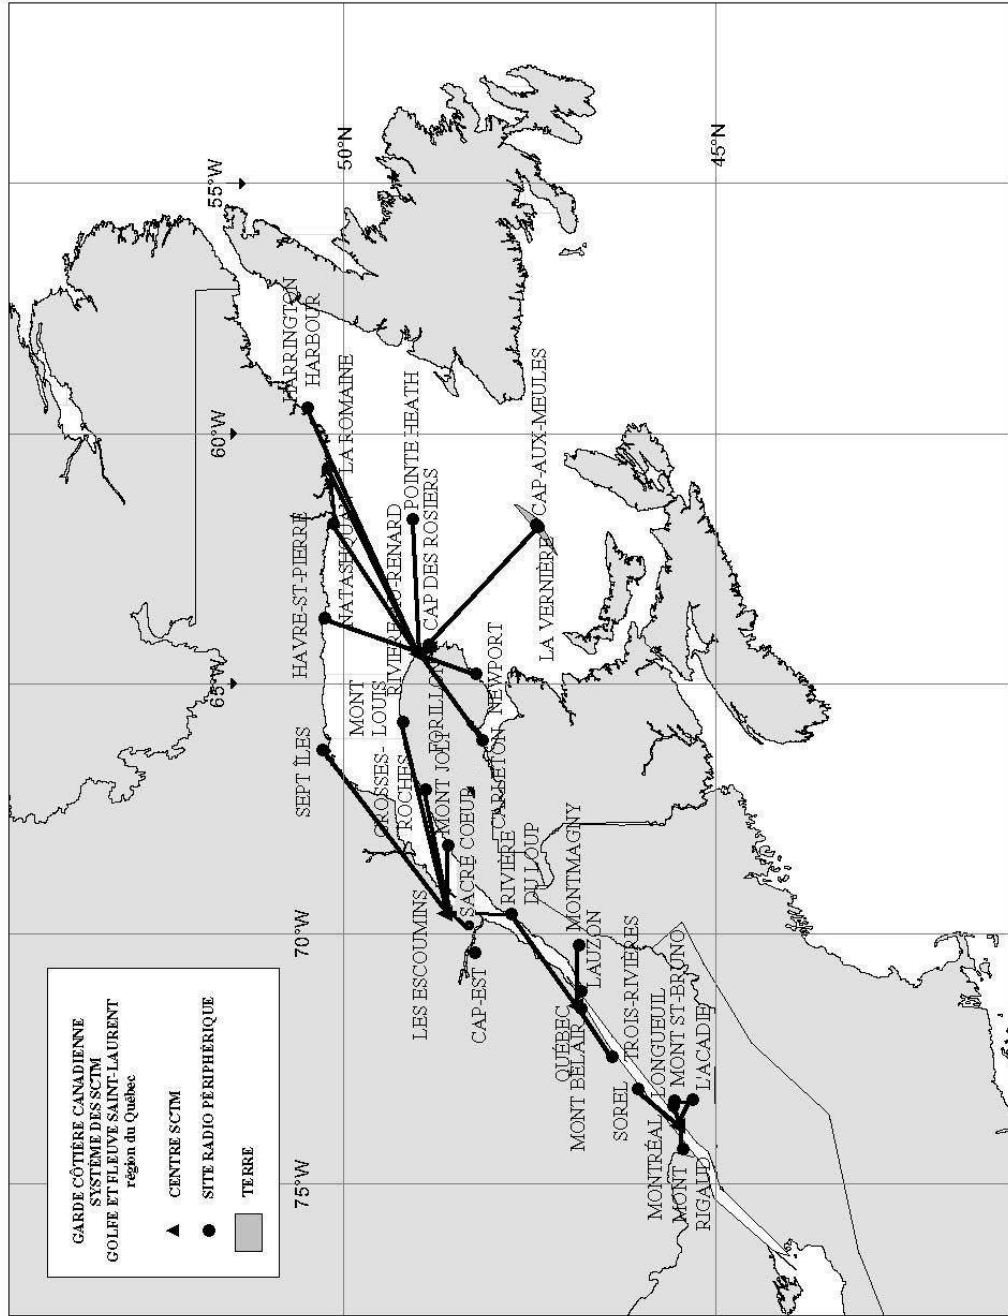 GARDE CÔTIÈRE CANADIENNE
SYSTÈME DES SCTM
GOLFE ET FLEUVE SAINT-LAURENT
région du Québec
CENTRE SCTM
SITE RADIO PÉRIPHÉRIQUE
TERRE
75°W
70°W
65°W
60°W
55°W
50°N
45°N
SEPT ÎLES
HAVRE-ST-PIERRE
NATASHQUAN
LA ROMAINE
HARRINGTON
HARBOUR
MONT
LOUIS
GROSSES-
ROCHES
RIVIÈRE-AU-RENARD
POINTE HEATH
CAP DES ROSIERS
FORILLON
MONT JOLI
LES ESCOUMINS
SACRÉ COEUR
CAP-EST
CARLETON
NEWPORT
LA VERNIÈRE
CAP-AUX-MEULES
RIVIÈRE
DU LOUP
MONTMAGNY
LAUZON
QUÉBEC
MONT BÉLAIR
TROIS-RIVIÈRES
SOREL
MONTRÉAL
LONGUEUIL
MONT ST-BRUNO
L'ACADIE
MONT
RIGAUD